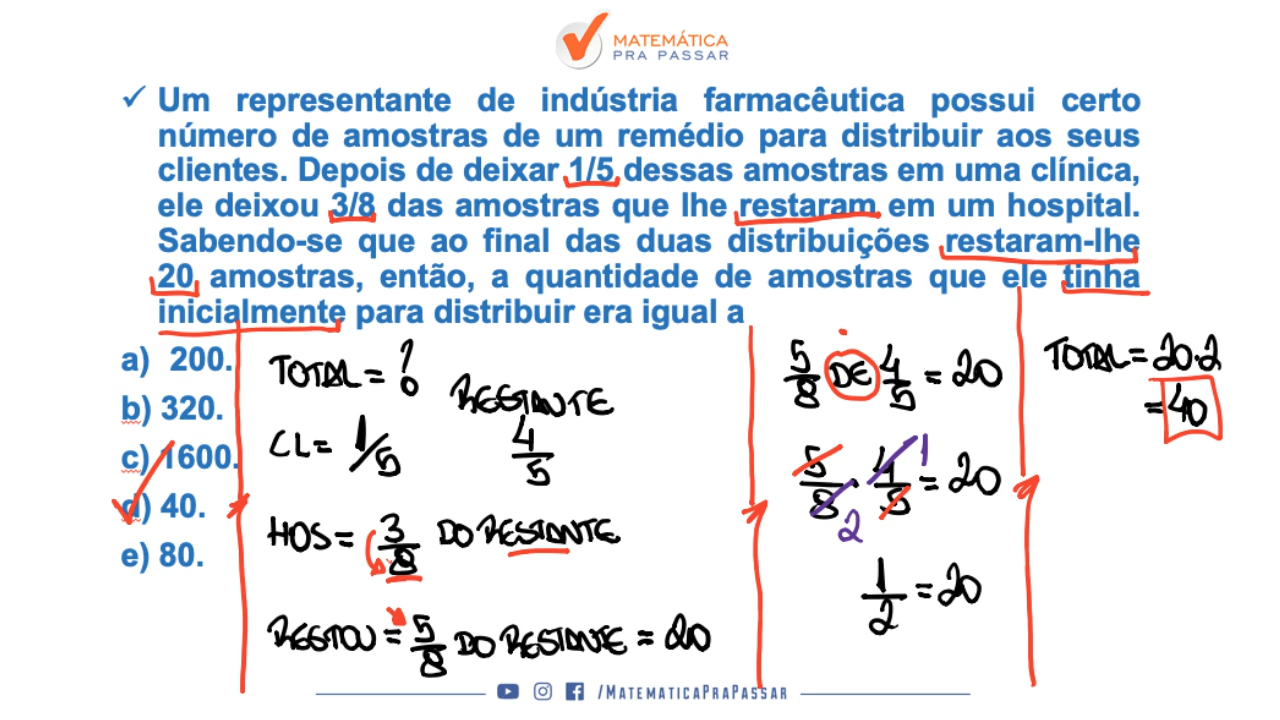 MATEMÁTICA
PRA PASSAR
✓ Um representante de indústria farmacêutica possui certo
número de amostras de um remédio para distribuir aos seus
clientes. Depois de deixar 1/5 dessas amostras em uma clínica,
ele deixou 3/8 das amostras que lhe restaram em um hospital.
Sabendo-se que ao final das duas distribuições restaram-lhe
20 amostras, então, a quantidade de amostras que ele tinha
inicialmente para distribuir era igual a
a) 200.
b) 320.
c) 1600.
d) 40.
e) 80.
TOTAL = ?
RESTANTE
CL = 1/5
4/5
HOS = 3/8 DO RESTANTE
RESTOU = 5/8 DO RESTANTE = 20
5/8 DE 4/5 = 20
5/8 · 4/5 = 20
1
2
1/2 = 20
TOTAL = 20·2
= 40
/MATEMATICAPRAPASSAR